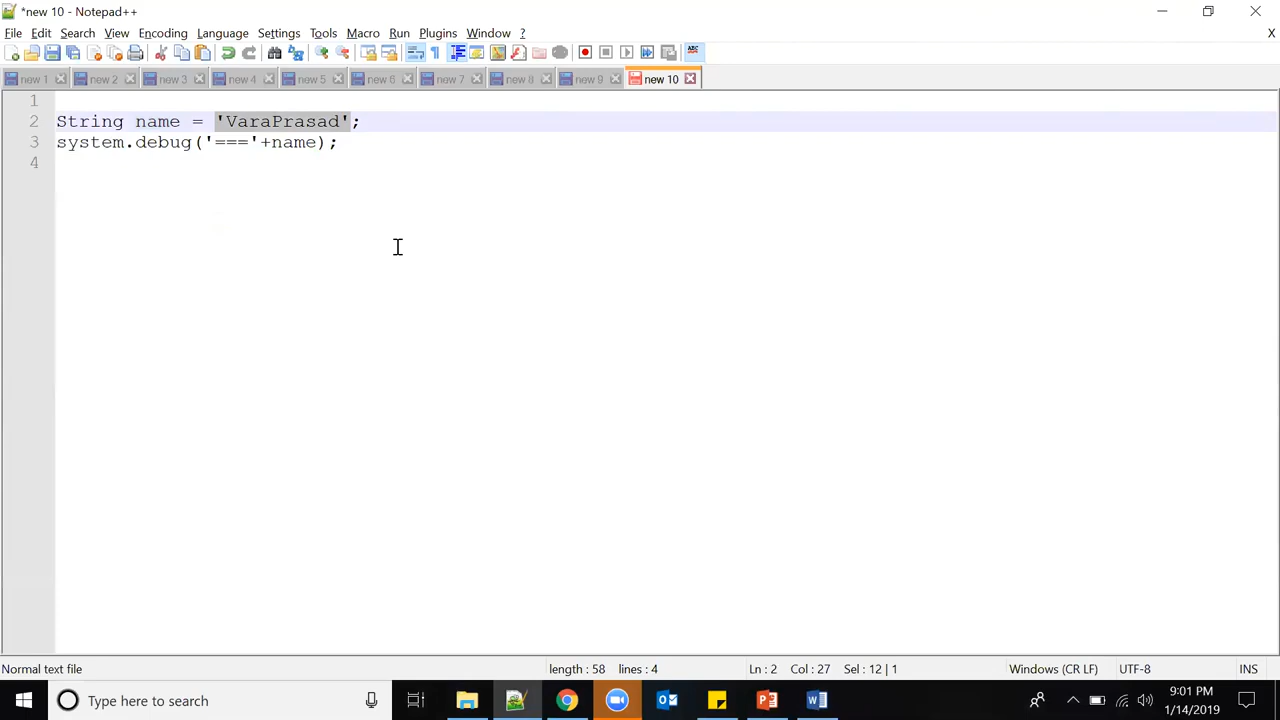 *new 10 - Notepad++
File Edit Search View Encoding Language Settings Tools Macro Run Plugins Window ? X
ABC
new 1 new 2 new 3 new 4 new 5 new 6 new 7 new 8 new 9 new 10
1
2 String name = 'VaraPrasad';
3 system.debug('==='+name);
4
Normal text file length : 58 lines : 4 Ln : 2 Col : 27 Sel : 12 | 1 Windows (CR LF) UTF-8 INS
Type here to search
9:01 PM
1/14/2019